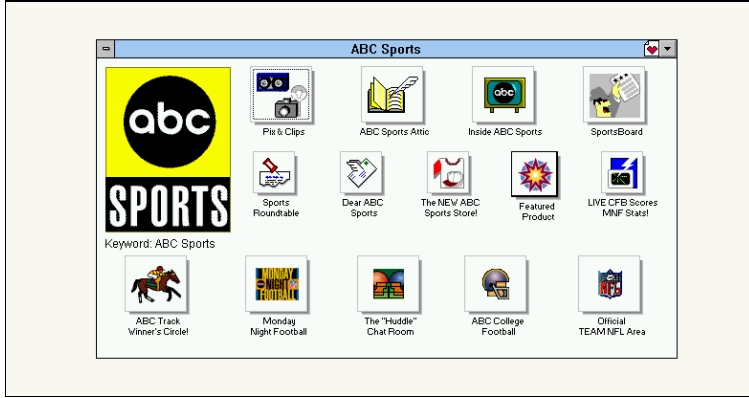 ABC Sports
abc
SPORTS
Keyword: ABC Sports
Pix & Clips
ABC Sports Attic
abc
Inside ABC Sports
SportsBoard
Sports
Roundtable
Dear ABC
Sports
The NEW ABC
Sports Store!
Featured
Product
LIVE CFB Scores
MNF Stats!
ABC Track
Winner's Circle!
MONDAY
NIGHT
FOOTBALL
Monday
Night Football
The "Huddle"
Chat Room
ABC College
Football
NFL
Official
TEAM NFL Area